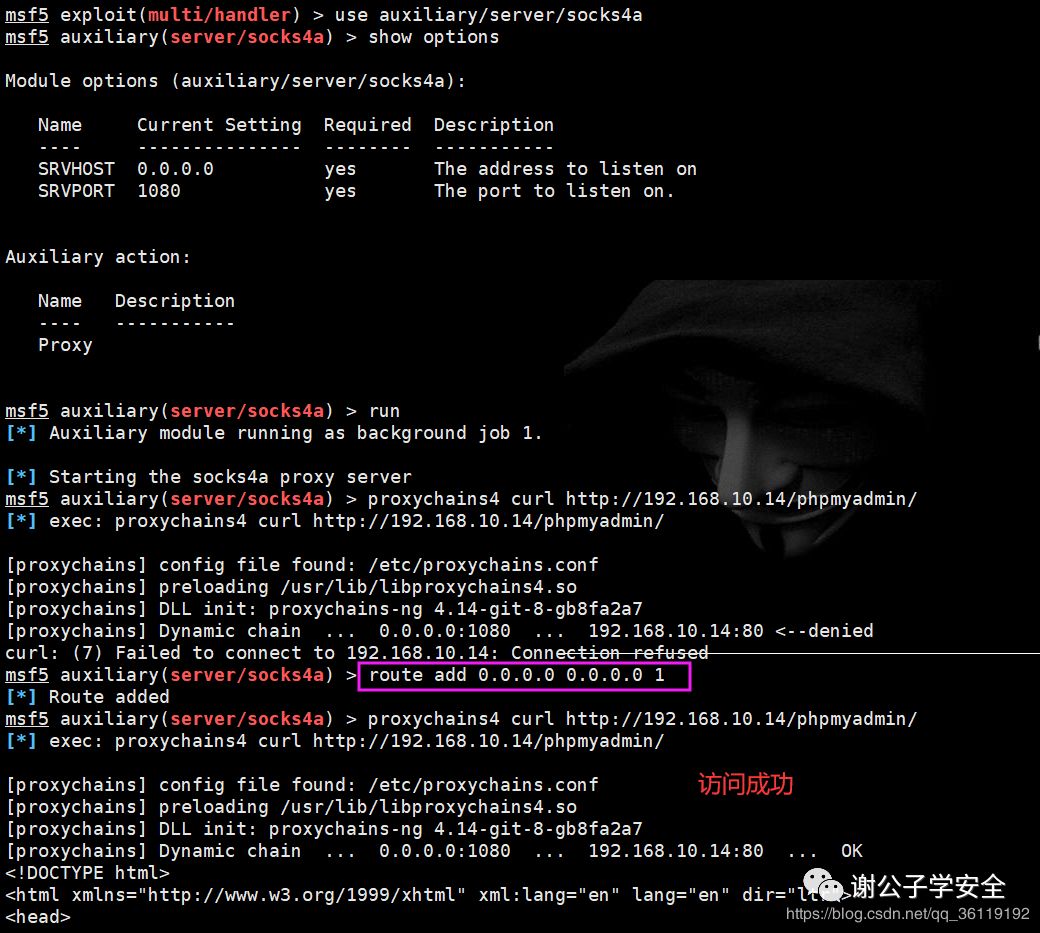 msf5 exploit(multi/handler) > use auxiliary/server/socks4a
msf5 auxiliary(server/socks4a) > show options
Module options (auxiliary/server/socks4a):
Name     Current Setting  Required  Description
----     ---------------  --------  -----------
SRVHOST  0.0.0.0          yes       The address to listen on
SRVPORT  1080             yes       The port to listen on.
Auxiliary action:
Name   Description
----   -----------
Proxy
msf5 auxiliary(server/socks4a) > run
[*] Auxiliary module running as background job 1.
[*] Starting the socks4a proxy server
msf5 auxiliary(server/socks4a) > proxychains4 curl http://192.168.10.14/phpmyadmin/
[*] exec: proxychains4 curl http://192.168.10.14/phpmyadmin/
[proxychains] config file found: /etc/proxychains.conf
[proxychains] preloading /usr/lib/libproxychains4.so
[proxychains] DLL init: proxychains-ng 4.14-git-8-gb8fa2a7
[proxychains] Dynamic chain  ...  0.0.0.0:1080  ...  192.168.10.14:80 <--denied
curl: (7) Failed to connect to 192.168.10.14: Connection refused
msf5 auxiliary(server/socks4a) > route add 0.0.0.0 0.0.0.0 1
[*] Route added
msf5 auxiliary(server/socks4a) > proxychains4 curl http://192.168.10.14/phpmyadmin/
[*] exec: proxychains4 curl http://192.168.10.14/phpmyadmin/
[proxychains] config file found: /etc/proxychains.conf
访问成功
[proxychains] preloading /usr/lib/libproxychains4.so
[proxychains] DLL init: proxychains-ng 4.14-git-8-gb8fa2a7
[proxychains] Dynamic chain  ...  0.0.0.0:1080  ...  192.168.10.14:80  ...  OK
<!DOCTYPE html>
<html xmlns="http://www.w3.org/1999/xhtml" xml:lang="en" lang="en" dir="ltr">
谢公子学安全
<head>
https://blog.csdn.net/qq_36119192